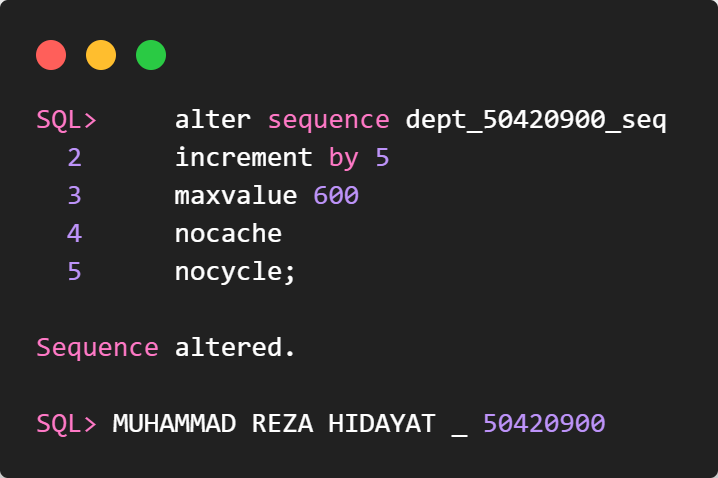 SQL>     alter sequence dept_50420900_seq
  2      increment by 5
  3      maxvalue 600
  4      nocache
  5      nocycle;
Sequence altered.
SQL> MUHAMMAD REZA HIDAYAT _ 50420900